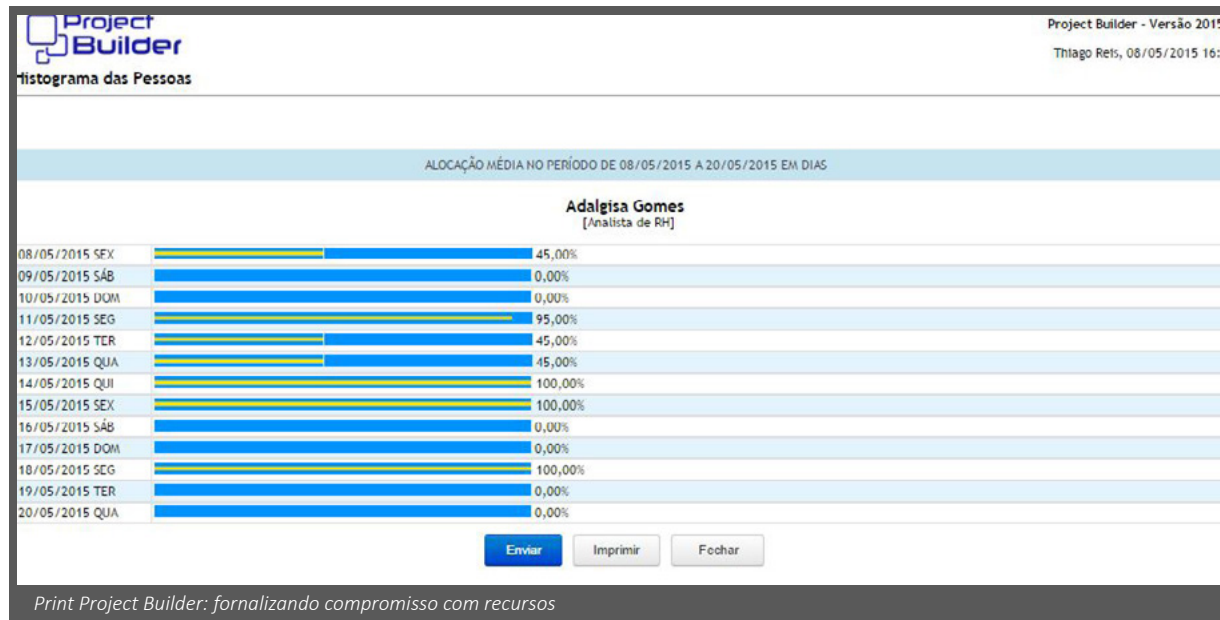 Project
Builder
Histograma das Pessoas
Project Builder - Versão 2015
Thiago Reis, 08/05/2015 16:
ALOCAÇÃO MÉDIA NO PERÍODO DE 08/05/2015 A 20/05/2015 EM DIAS
Adalgisa Gomes
[Analista de RH]
08/05/2015 SEX 45,00%
09/05/2015 SÁB 0,00%
10/05/2015 DOM 0,00%
11/05/2015 SEG 95,00%
12/05/2015 TER 45,00%
13/05/2015 QUA 45,00%
14/05/2015 QUI 100,00%
15/05/2015 SEX 100,00%
16/05/2015 SÁB 0,00%
17/05/2015 DOM 0,00%
18/05/2015 SEG 100,00%
19/05/2015 TER 0,00%
20/05/2015 QUA 0,00%
Enviar Imprimir Fechar
Print Project Builder: fornalizando compromisso com recursos